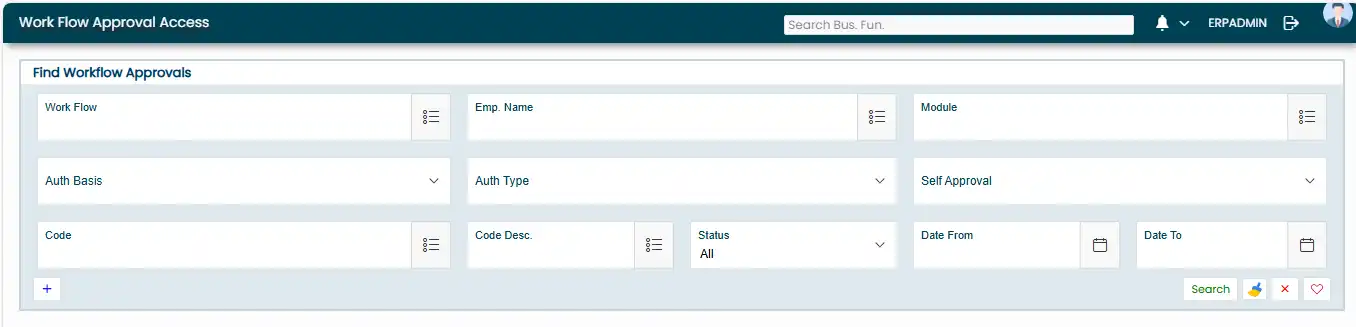 Work Flow Approval Access
Search Bus. Fun.
ERPADMIN
Find Workflow Approvals
Work Flow
Emp. Name
Module
Auth Basis
Auth Type
Self Approval
Code
Code Desc.
Status
All
Date From
Date To
+
Search
×